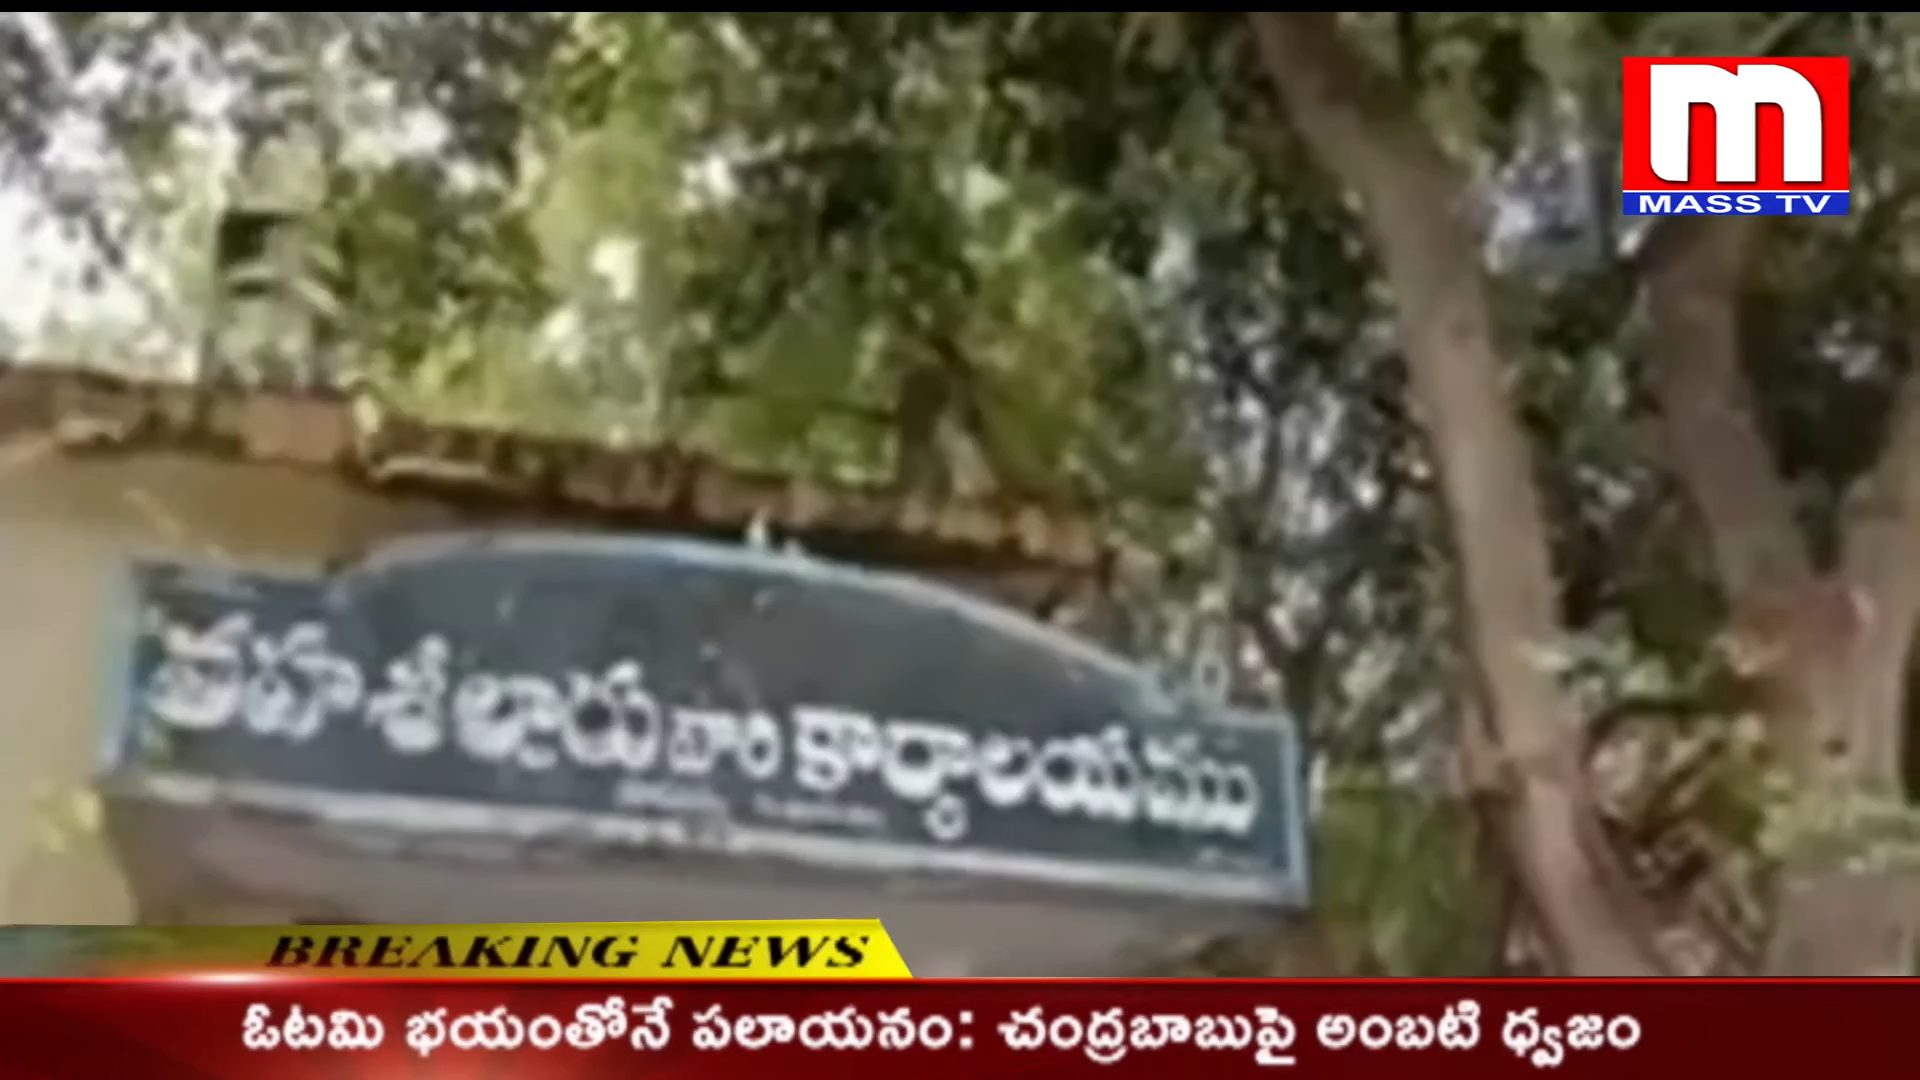 M
MASS TV
తహశీల్దారు వారి కార్యాలయము
BREAKING NEWS
ఓటమి భయంతోనే పలాయనం: చంద్రబాబుపై అంబటి ధ్వజం